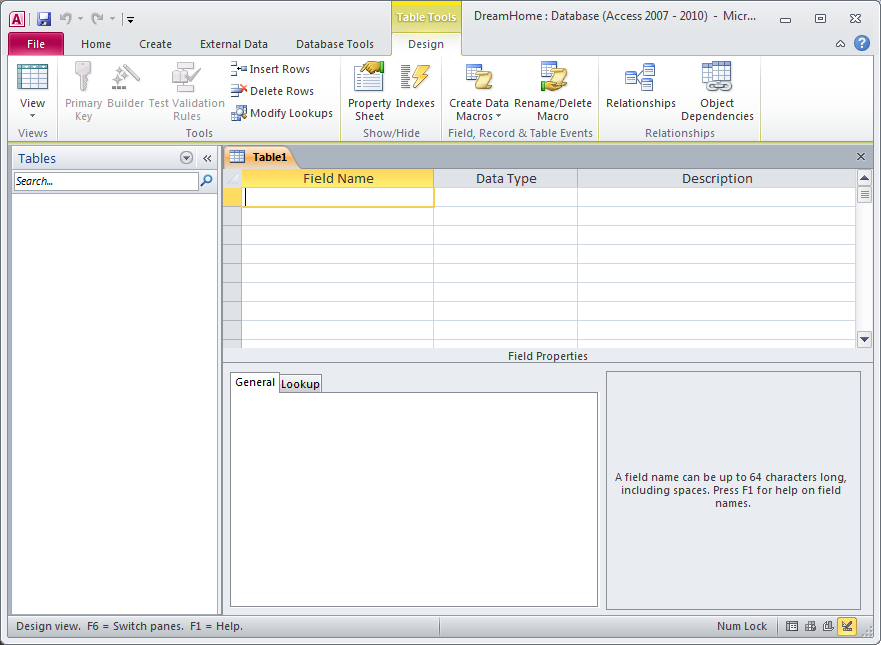 A
DreamHome : Database (Access 2007 - 2010) - Micr...
Table Tools
File Home Create External Data Database Tools Design
View
Primary Key
Builder
Test Validation Rules
Insert Rows
Delete Rows
Modify Lookups
Property Sheet
Indexes
Create Data Macros
Rename/Delete Macro
Relationships
Object Dependencies
Views Tools Show/Hide Field, Record & Table Events Relationships
Tables
Search...
Table1
Field Name Data Type Description
Field Properties
General Lookup
A field name can be up to 64 characters long,
including spaces. Press F1 for help on field
names.
Design view. F6 = Switch panes. F1 = Help.
Num Lock